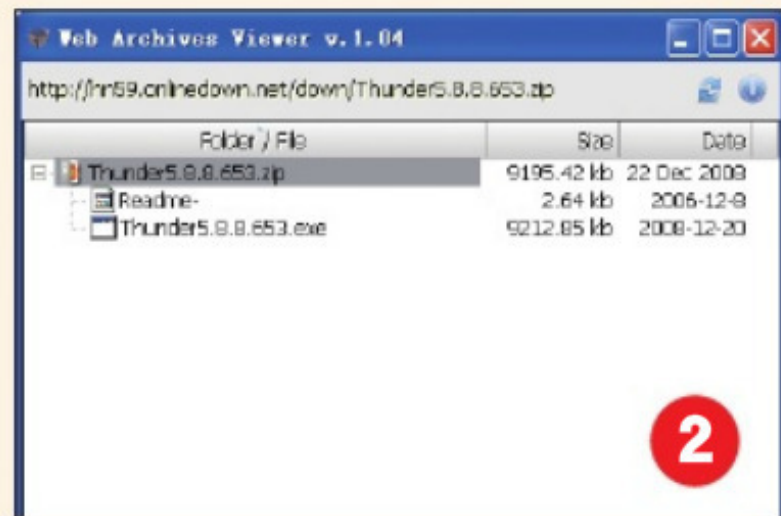 Web Archives Viewer v.1.04
http://hn59.onlinedown.net/down/Thunder5.8.8.653.zip
Folder / File Size Date
Thunder5.8.8.653.zip 9195.42 kb 22 Dec 2008
Readme- 2.64 kb 2006-12-8
Thunder5.8.8.653.exe 9212.85 kb 2008-12-20
2